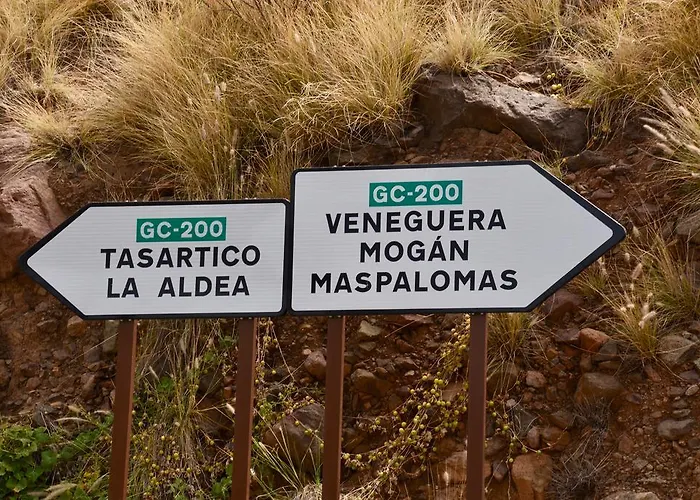 GC-200
TASARTICO
LA ALDEA
GC-200
VENEGUERA
MOGÁN
MASPALOMAS